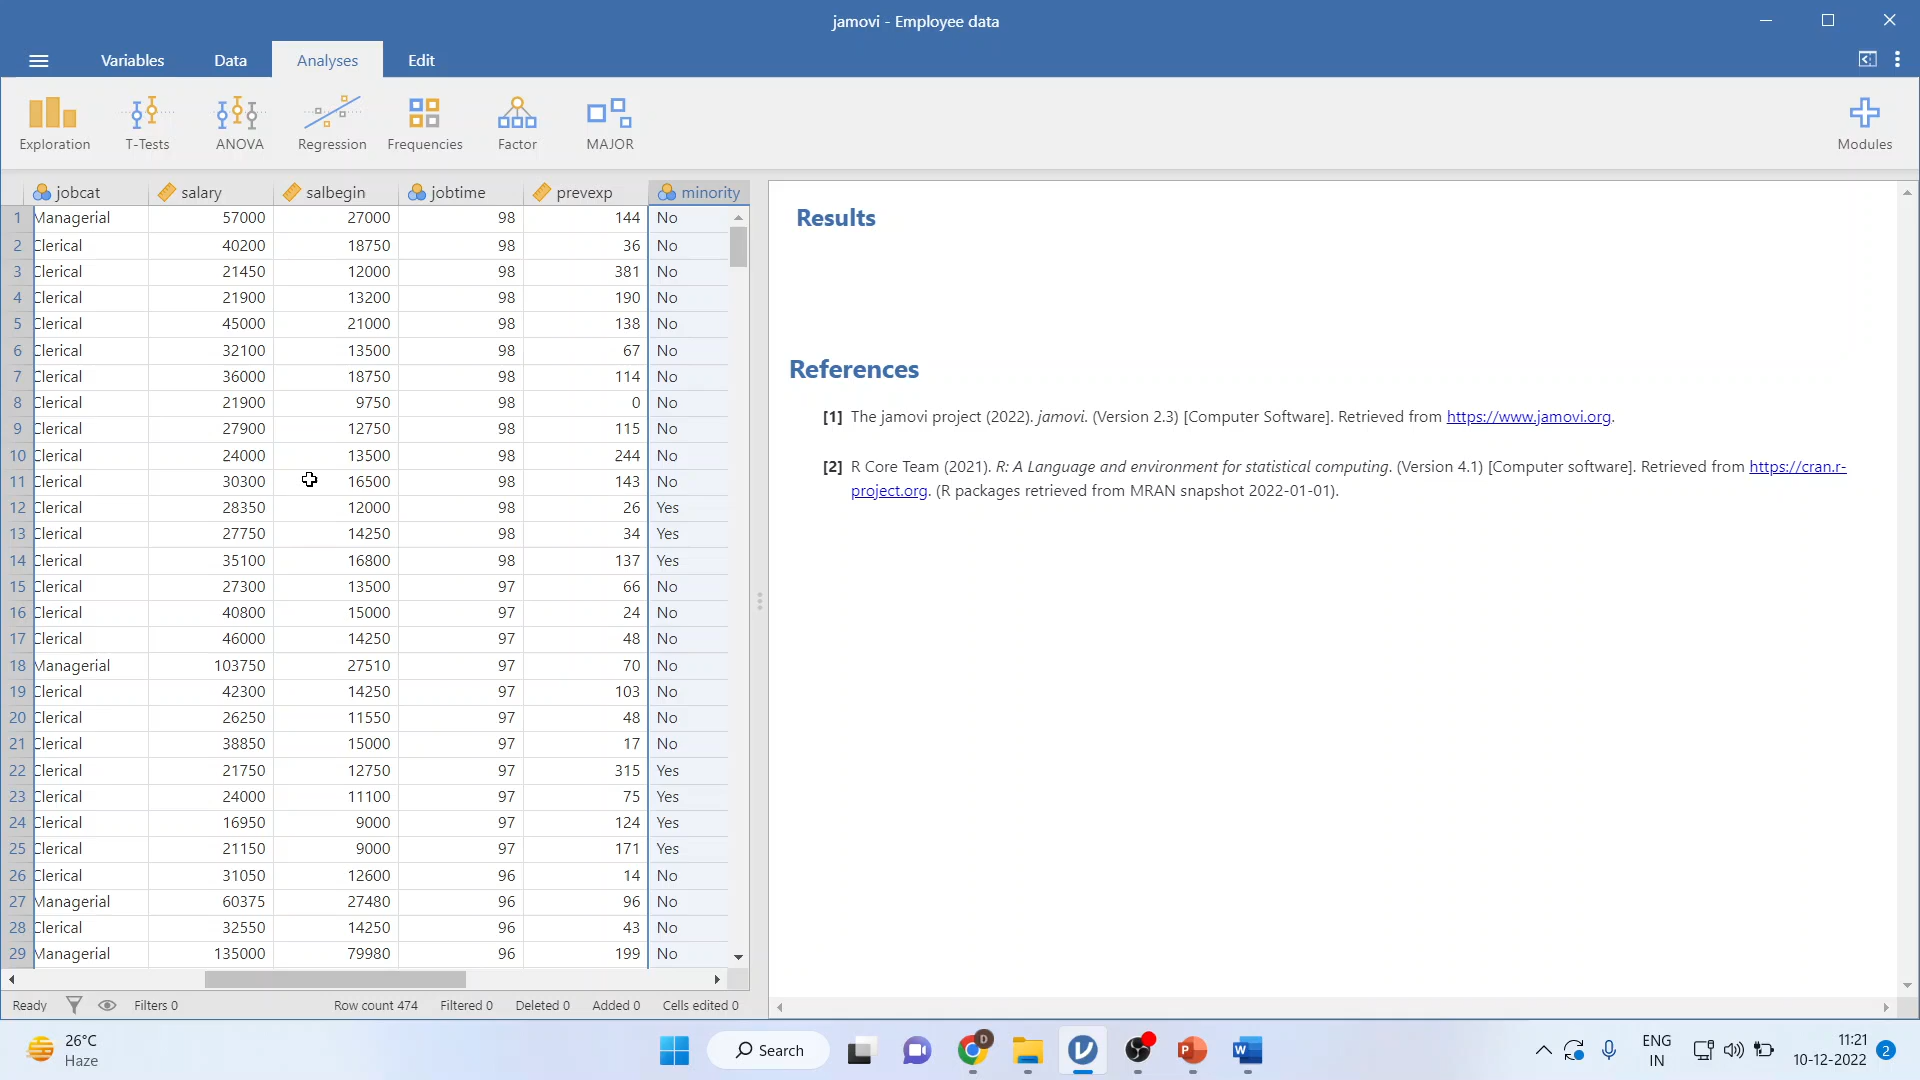 jamovi - Employee data
Variables Data Analyses Edit
Exploration T-Tests ANOVA Regression Frequencies Factor MAJOR Modules
jobcat salary salbegin jobtime prevexp minority
1 Managerial 57000 27000 98 144 No
2 Clerical 40200 18750 98 36 No
3 Clerical 21450 12000 98 381 No
4 Clerical 21900 13200 98 190 No
5 Clerical 45000 21000 98 138 No
6 Clerical 32100 13500 98 67 No
7 Clerical 36000 18750 98 114 No
8 Clerical 21900 9750 98 0 No
9 Clerical 27900 12750 98 115 No
10 Clerical 24000 13500 98 244 No
11 Clerical 30300 16500 98 143 No
12 Clerical 28350 12000 98 26 Yes
13 Clerical 27750 14250 98 34 Yes
14 Clerical 35100 16800 98 137 Yes
15 Clerical 27300 13500 97 66 No
16 Clerical 40800 15000 97 24 No
17 Clerical 46000 14250 97 48 No
18 Managerial 103750 27510 97 70 No
19 Clerical 42300 14250 97 103 No
20 Clerical 26250 11550 97 48 No
21 Clerical 38850 15000 97 17 No
22 Clerical 21750 12750 97 315 Yes
23 Clerical 24000 11100 97 75 Yes
24 Clerical 16950 9000 97 124 Yes
25 Clerical 21150 9000 97 171 Yes
26 Clerical 31050 12600 96 14 No
27 Managerial 60375 27480 96 96 No
28 Clerical 32550 14250 96 43 No
29 Managerial 135000 79980 96 199 No
Ready Filters 0 Row count 474 Filtered 0 Deleted 0 Added 0 Cells edited 0
Results
References
[1] The jamovi project (2022). jamovi. (Version 2.3) [Computer Software]. Retrieved from https://www.jamovi.org.
[2] R Core Team (2021). R: A Language and environment for statistical computing. (Version 4.1) [Computer software]. Retrieved from https://cran.r-
project.org. (R packages retrieved from MRAN snapshot 2022-01-01).
26°C
Haze
Search
D
P
W
ENG
IN
11:21
10-12-2022
2